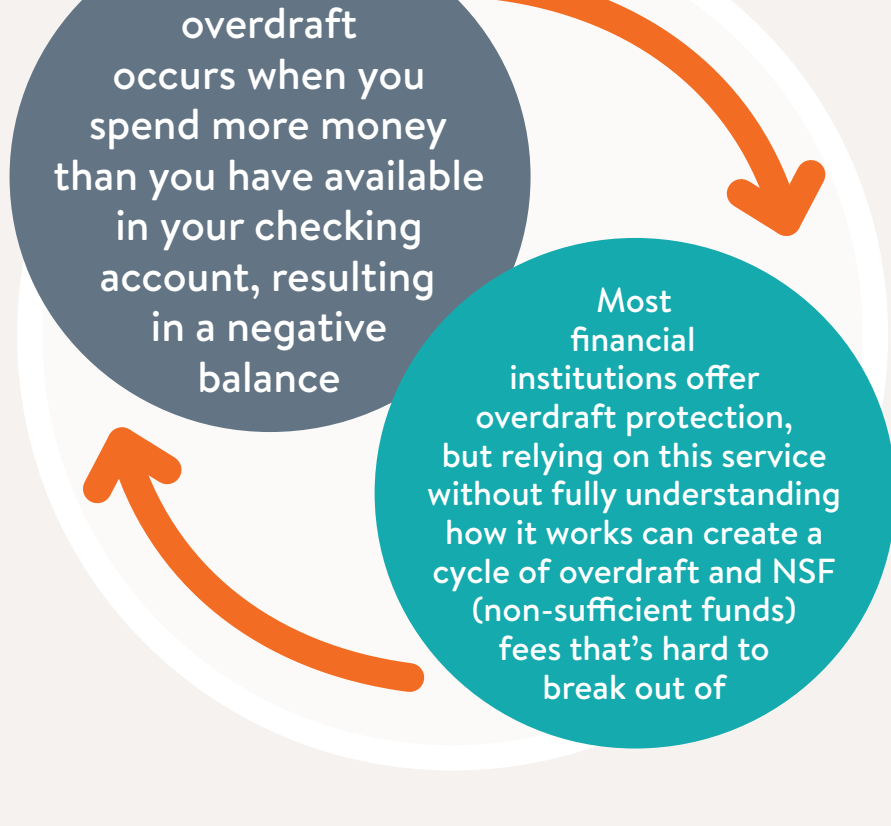 overdraft
occurs when you
spend more money
than you have available
in your checking
account, resulting
in a negative
balance
Most
financial
institutions offer
overdraft protection,
but relying on this service
without fully understanding
how it works can create a
cycle of overdraft and NSF
(non-sufficient funds)
fees that’s hard to
break out of